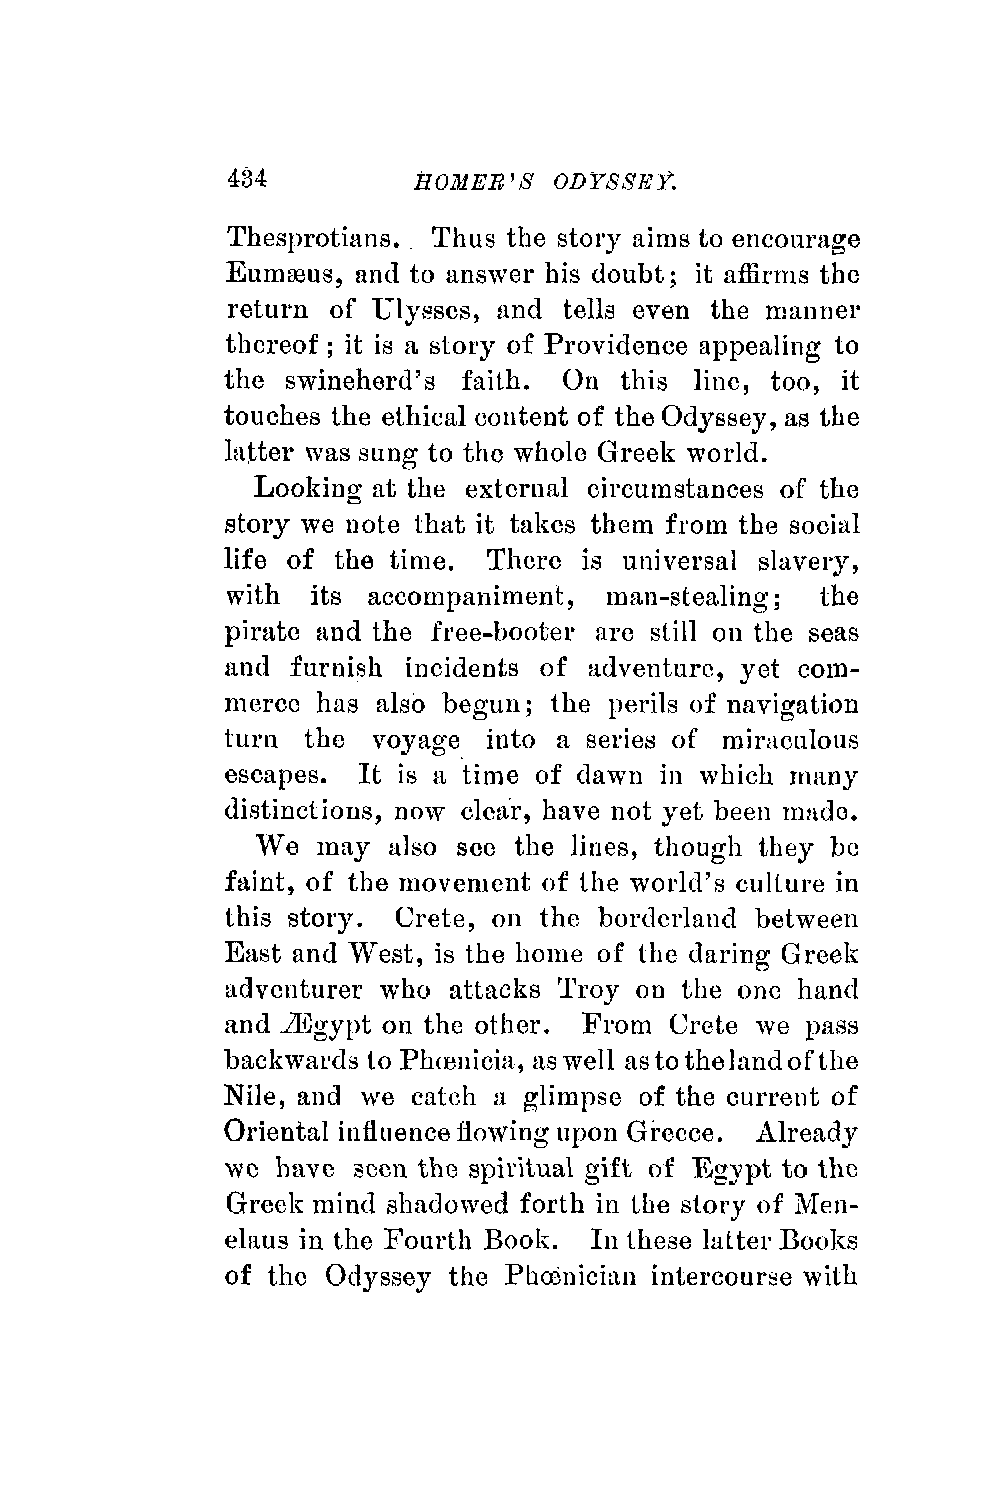 434 HOMER'S ODYSSEY.
Thesprotians. Thus the story aims to encourage
Eumæus, and to answer his doubt; it affirms the
return of Ulysses, and tells even the manner
thereof; it is a story of Providence appealing to
the swineherd's faith. On this line, too, it
touches the ethical content of the Odyssey, as the
latter was sung to the whole Greek world.
Looking at the external circumstances of the
story we note that it takes them from the social
life of the time. There is universal slavery,
with its accompaniment, man-stealing; the
pirate and the free-booter are still on the seas
and furnish incidents of adventure, yet com-
merce has also begun; the perils of navigation
turn the voyage into a series of miraculous
escapes. It is a time of dawn in which many
distinctions, now clear, have not yet been made.
We may also see the lines, though they be
faint, of the movement of the world's culture in
this story. Crete, on the borderland between
East and West, is the home of the daring Greek
adventurer who attacks Troy on the one hand
and Ægypt on the other. From Crete we pass
backwards to Phœnicia, as well as to the land of the
Nile, and we catch a glimpse of the current of
Oriental influence flowing upon Greece. Already
we have seen the spiritual gift of Egypt to the
Greek mind shadowed forth in the story of Men-
elaus in the Fourth Book. In these latter Books
of the Odyssey the Phœnician intercourse with